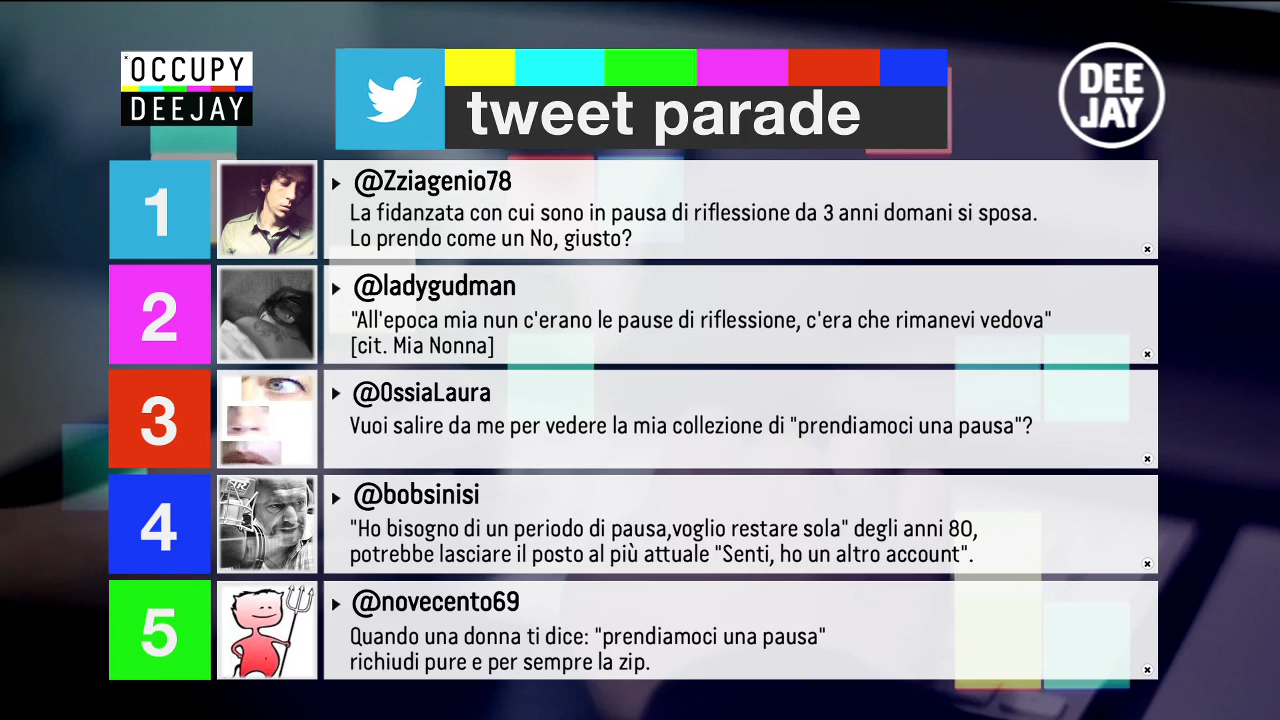 OCCUPY
DEEJAY
tweet parade
DEE
JAY
1
@Zziagenio78
La fidanzata con cui sono in pausa di riflessione da 3 anni domani si sposa.
Lo prendo come un No, giusto?
2
@ladygudman
"All'epoca mia nun c'erano le pause di riflessione, c'era che rimanevi vedova"
[cit. Mia Nonna]
3
@OssiaLaura
Vuoi salire da me per vedere la mia collezione di "prendiamoci una pausa"?
4
@bobsinisi
"Ho bisogno di un periodo di pausa,voglio restare sola" degli anni 80,
potrebbe lasciare il posto al più attuale "Senti, ho un altro account".
5
@novecento69
Quando una donna ti dice: "prendiamoci una pausa"
richiudi pure e per sempre la zip.